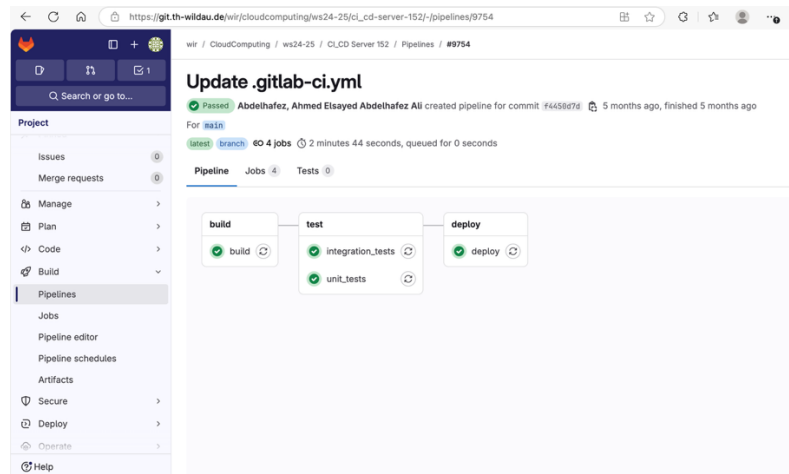 https://git.th-wildau.de/wir/cloudcomputing/ws24-25/ci_cd-server-152/-/pipelines/9754
1
Search or go to...
Project
Issues 0
Merge requests 0
Manage
Plan
Code
Build
Pipelines
Jobs
Pipeline editor
Pipeline schedules
Artifacts
Secure
Deploy
Operate
Help
wir / CloudComputing / ws24-25 / CI_CD Server 152 / Pipelines / #9754
Update .gitlab-ci.yml
Passed Abdelhafez, Ahmed Elsayed Abdelhafez Ali created pipeline for commit f4450d7d 5 months ago, finished 5 months ago
For main
latest branch 4 jobs 2 minutes 44 seconds, queued for 0 seconds
Pipeline Jobs 4 Tests 0
build
build
test
integration_tests
unit_tests
deploy
deploy